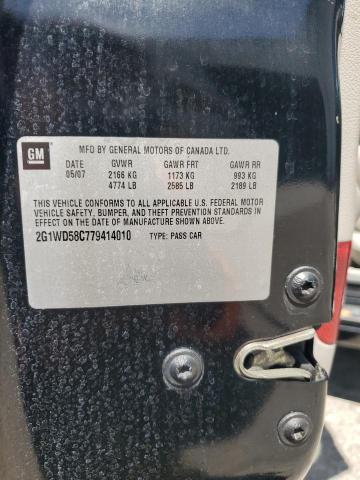 GM
MFD BY GENERAL MOTORS OF CANADA LTD.
DATE GVWR GAWR FRT GAWR RR
05/07 2166 KG 1173 KG 993 KG
4774 LB 2585 LB 2189 LB
THIS VEHICLE CONFORMS TO ALL APPLICABLE U.S. FEDERAL MOTOR
VEHICLE SAFETY, BUMPER, AND THEFT PREVENTION STANDARDS IN
EFFECT ON THE DATE OF MANUFACTURE SHOWN ABOVE.
2G1WD58C779414010 TYPE: PASS CAR